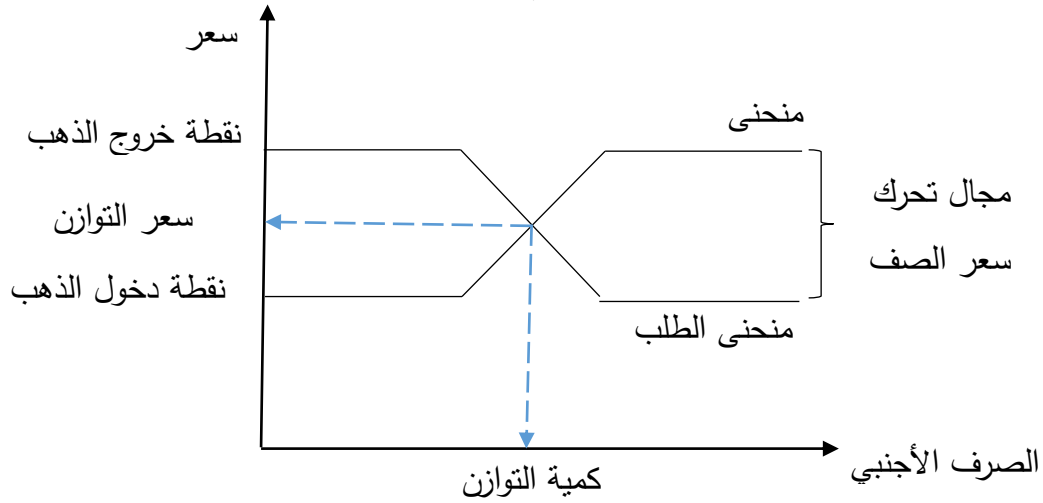 سعر
نقطة خروج الذهب
منحنى
مجال تحرك
سعر الصف
سعر التوازن
نقطة دخول الذهب
منحنى الطلب
الصرف الأجنبي
كمية التوازن